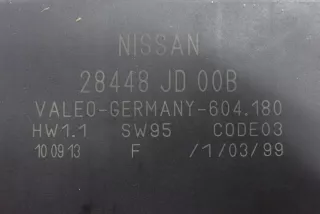 NISSAN
28448 JD 00B
VALEO-GERMANY-604.180
HW1.1 SW95 CODE03
10 09 13 F /1/03/99